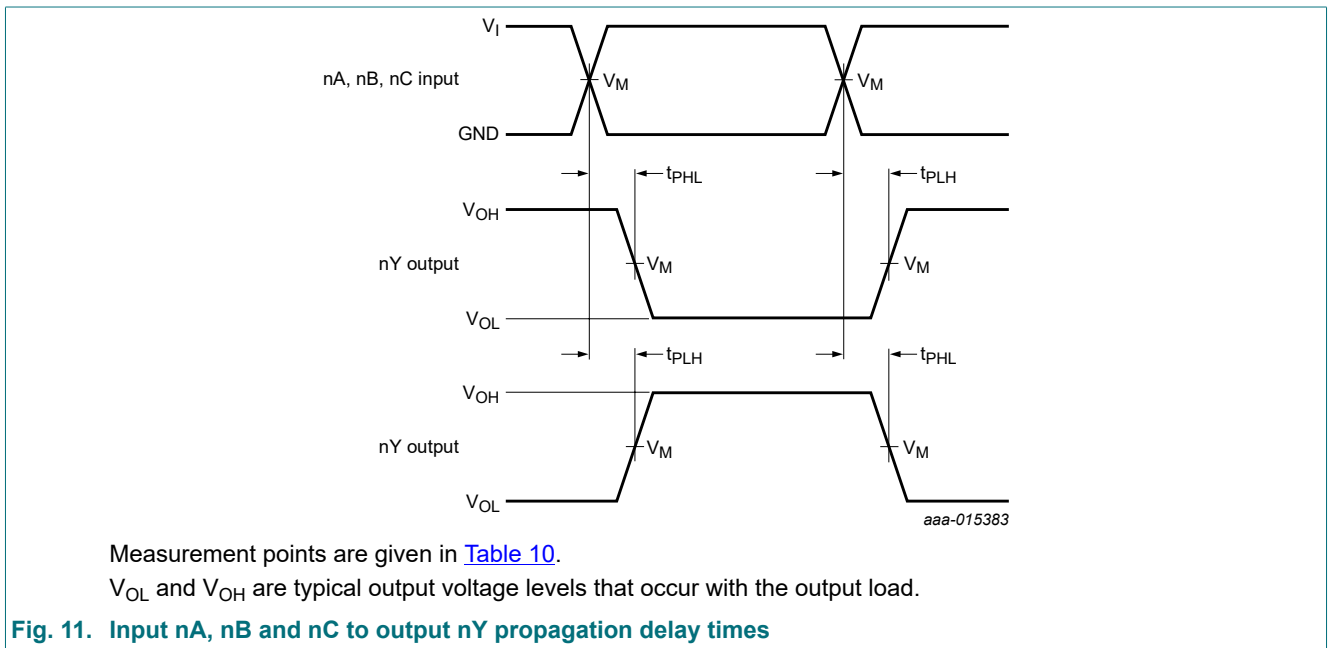 VI
nA, nB, nC input
VM
VM
GND
tPHL
tPLH
VOH
nY output
VM
VM
VOL
tPLH
tPHL
VOH
nY output
VM
VM
VOL
aaa-015383
Measurement points are given in Table 10.
VOL and VOH are typical output voltage levels that occur with the output load.
Fig. 11. Input nA, nB and nC to output nY propagation delay times